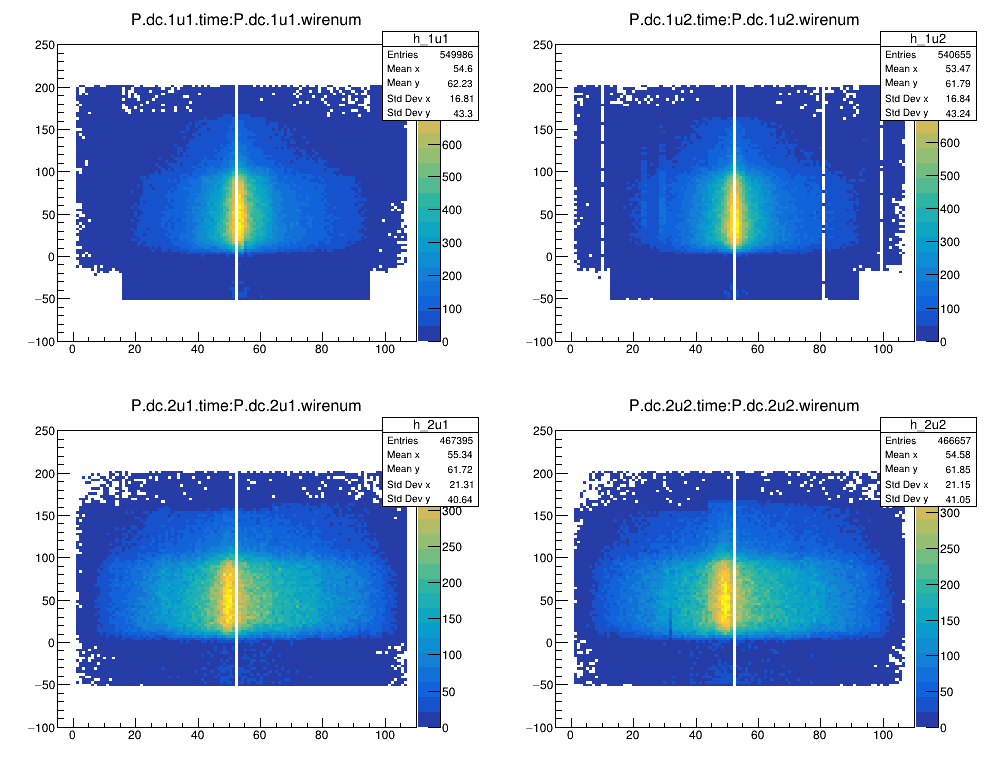 P.dc.1u1.time:P.dc.1u1.wirenum
h_1u1
Entries 549986
Mean x 54.6
Mean y 62.23
Std Dev x 16.81
Std Dev y 43.3
250
200
150
100
50
0
−50
−100
0 20 40 60 80 100
600
500
400
300
200
100
0
P.dc.1u2.time:P.dc.1u2.wirenum
h_1u2
Entries 540655
Mean x 53.47
Mean y 61.79
Std Dev x 16.84
Std Dev y 43.24
250
200
150
100
50
0
−50
−100
0 20 40 60 80 100
600
500
400
300
200
100
0
P.dc.2u1.time:P.dc.2u1.wirenum
h_2u1
Entries 467395
Mean x 55.34
Mean y 61.72
Std Dev x 21.31
Std Dev y 40.64
250
200
150
100
50
0
−50
−100
0 20 40 60 80 100
300
250
200
150
100
50
0
P.dc.2u2.time:P.dc.2u2.wirenum
h_2u2
Entries 466657
Mean x 54.58
Mean y 61.85
Std Dev x 21.15
Std Dev y 41.05
250
200
150
100
50
0
−50
−100
0 20 40 60 80 100
300
250
200
150
100
50
0